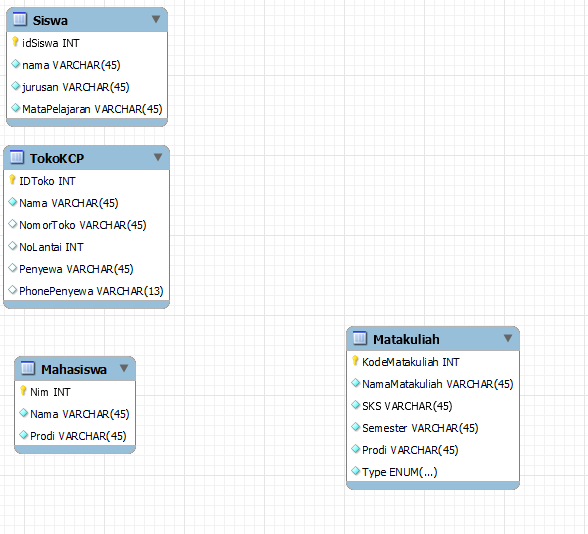 Siswa
idSiswa INT
nama VARCHAR(45)
jurusan VARCHAR(45)
MataPelajaran VARCHAR(45)
TokoKCP
IDToko INT
Nama VARCHAR(45)
NomorToko VARCHAR(45)
NoLantai INT
Penyewa VARCHAR(45)
PhonePenyewa VARCHAR(13)
Mahasiswa
Nim INT
Nama VARCHAR(45)
Prodi VARCHAR(45)
Matakuliah
KodeMatakuliah INT
NamaMatakuliah VARCHAR(45)
SKS VARCHAR(45)
Semester VARCHAR(45)
Prodi VARCHAR(45)
Type ENUM(...)